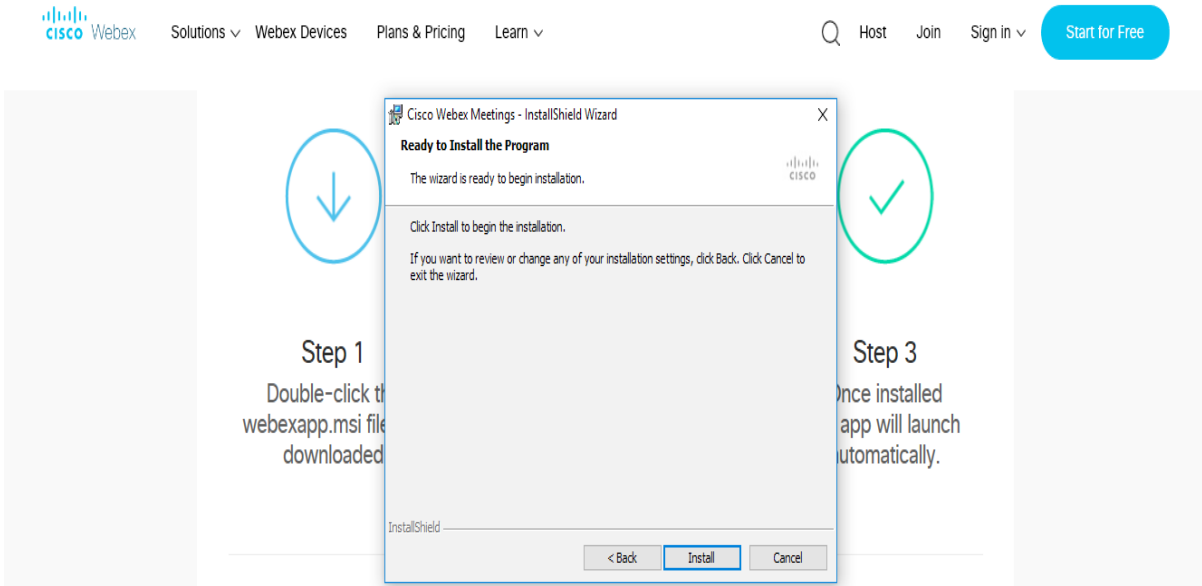 CISCO Webex
Solutions Webex Devices Plans & Pricing Learn Host Join Sign in Start for Free
Cisco Webex Meetings - InstallShield Wizard X
Ready to Install the Program
The wizard is ready to begin installation.
CISCO
Click Install to begin the installation.
If you want to review or change any of your installation settings, click Back. Click Cancel to
exit the wizard.
Step 1
Double-click
webexapp.msi file
downloaded
Step 3
installed
app will launch
InstallShield
< Back Install Cancel